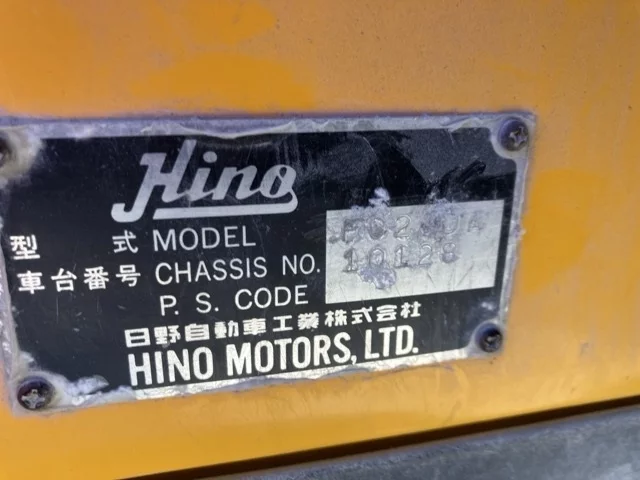 Hino
型 式 MODEL
車台番号 CHASSIS NO. 10128
P. S. CODE
日野自動車工業株式会社
HINO MOTORS, LTD.